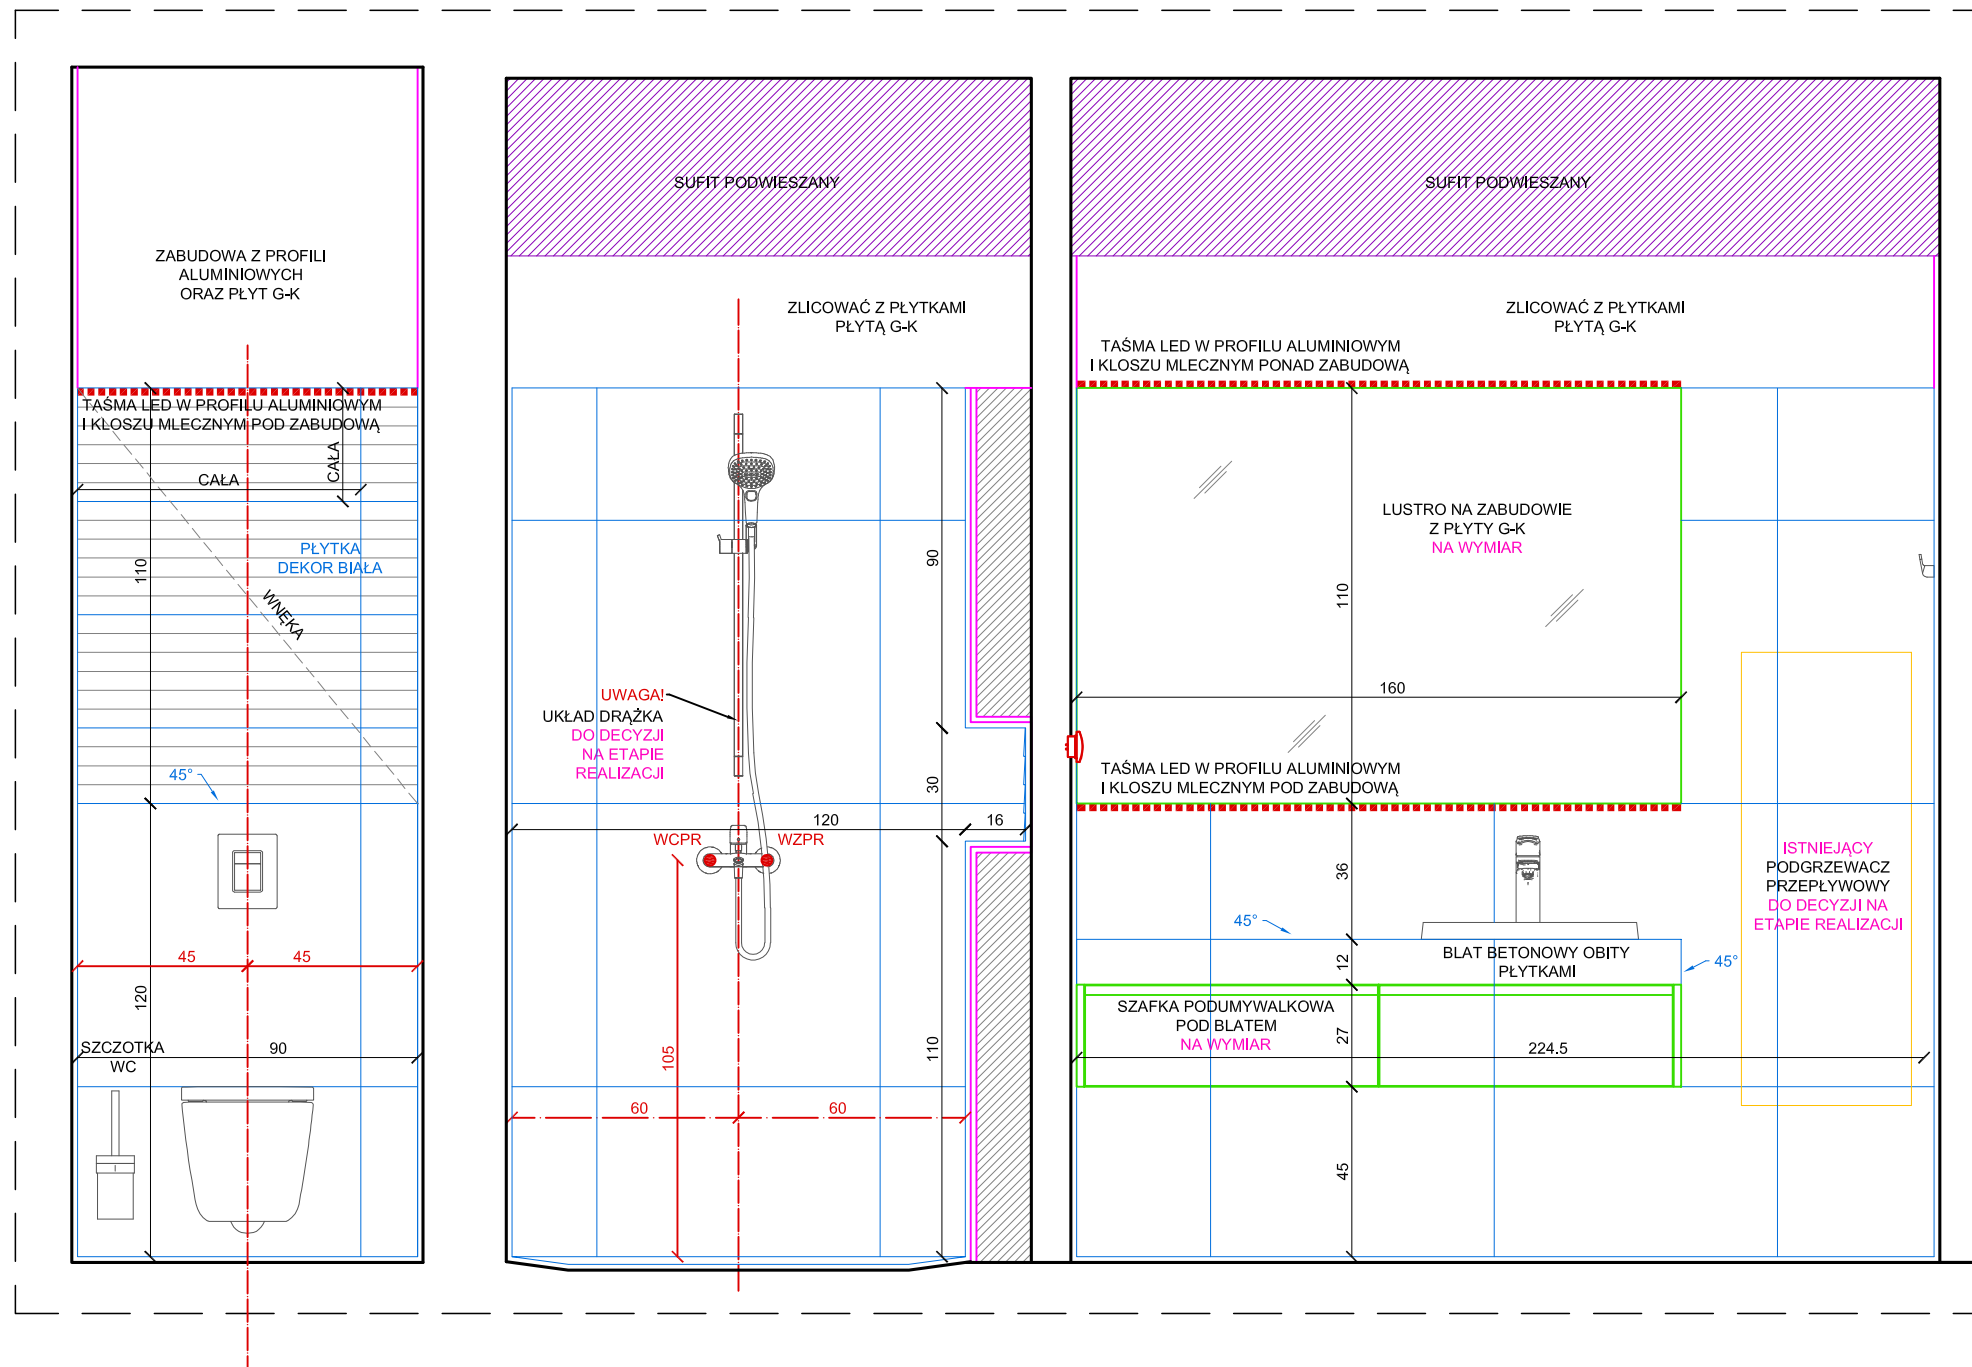 ZABUDOWA Z PROFILI
ALUMINIOWYCH
ORAZ PŁYT G-K
TAŚMA LED W PROFILU ALUMINIOWYM
I KLOSZU MLECZNYM POD ZABUDOWĄ
CAŁA
CAŁA
PŁYTKA
DEKOR BIAŁA
110
WNĘKA
45°
45
45
120
SZCZOTKA
WC
90
SUFIT PODWIESZANY
ZLICOWAĆ Z PŁYTKAMI
PŁYTĄ G-K
90
UWAGA!
UKŁAD DRĄŻKA
DO DECYZJI
NA ETAPIE
REALIZACJI
30
120
16
WCPR
WZPR
105
110
60
60
SUFIT PODWIESZANY
ZLICOWAĆ Z PŁYTKAMI
PŁYTĄ G-K
TAŚMA LED W PROFILU ALUMINIOWYM
I KLOSZU MLECZNYM PONAD ZABUDOWĄ
LUSTRO NA ZABUDOWIE
Z PŁYTY G-K
NA WYMIAR
110
160
TAŚMA LED W PROFILU ALUMINIOWYM
I KLOSZU MLECZNYM POD ZABUDOWĄ
36
ISTNIEJĄCY
PODGRZEWACZ
PRZEPŁYWOWY
DO DECYZJI NA
ETAPIE REALIZACJI
45°
BLAT BETONOWY OBITY
PŁYTKAMI
12
45°
SZAFKA PODUMYWALKOWA
POD BLATEM
NA WYMIAR
27
224.5
45